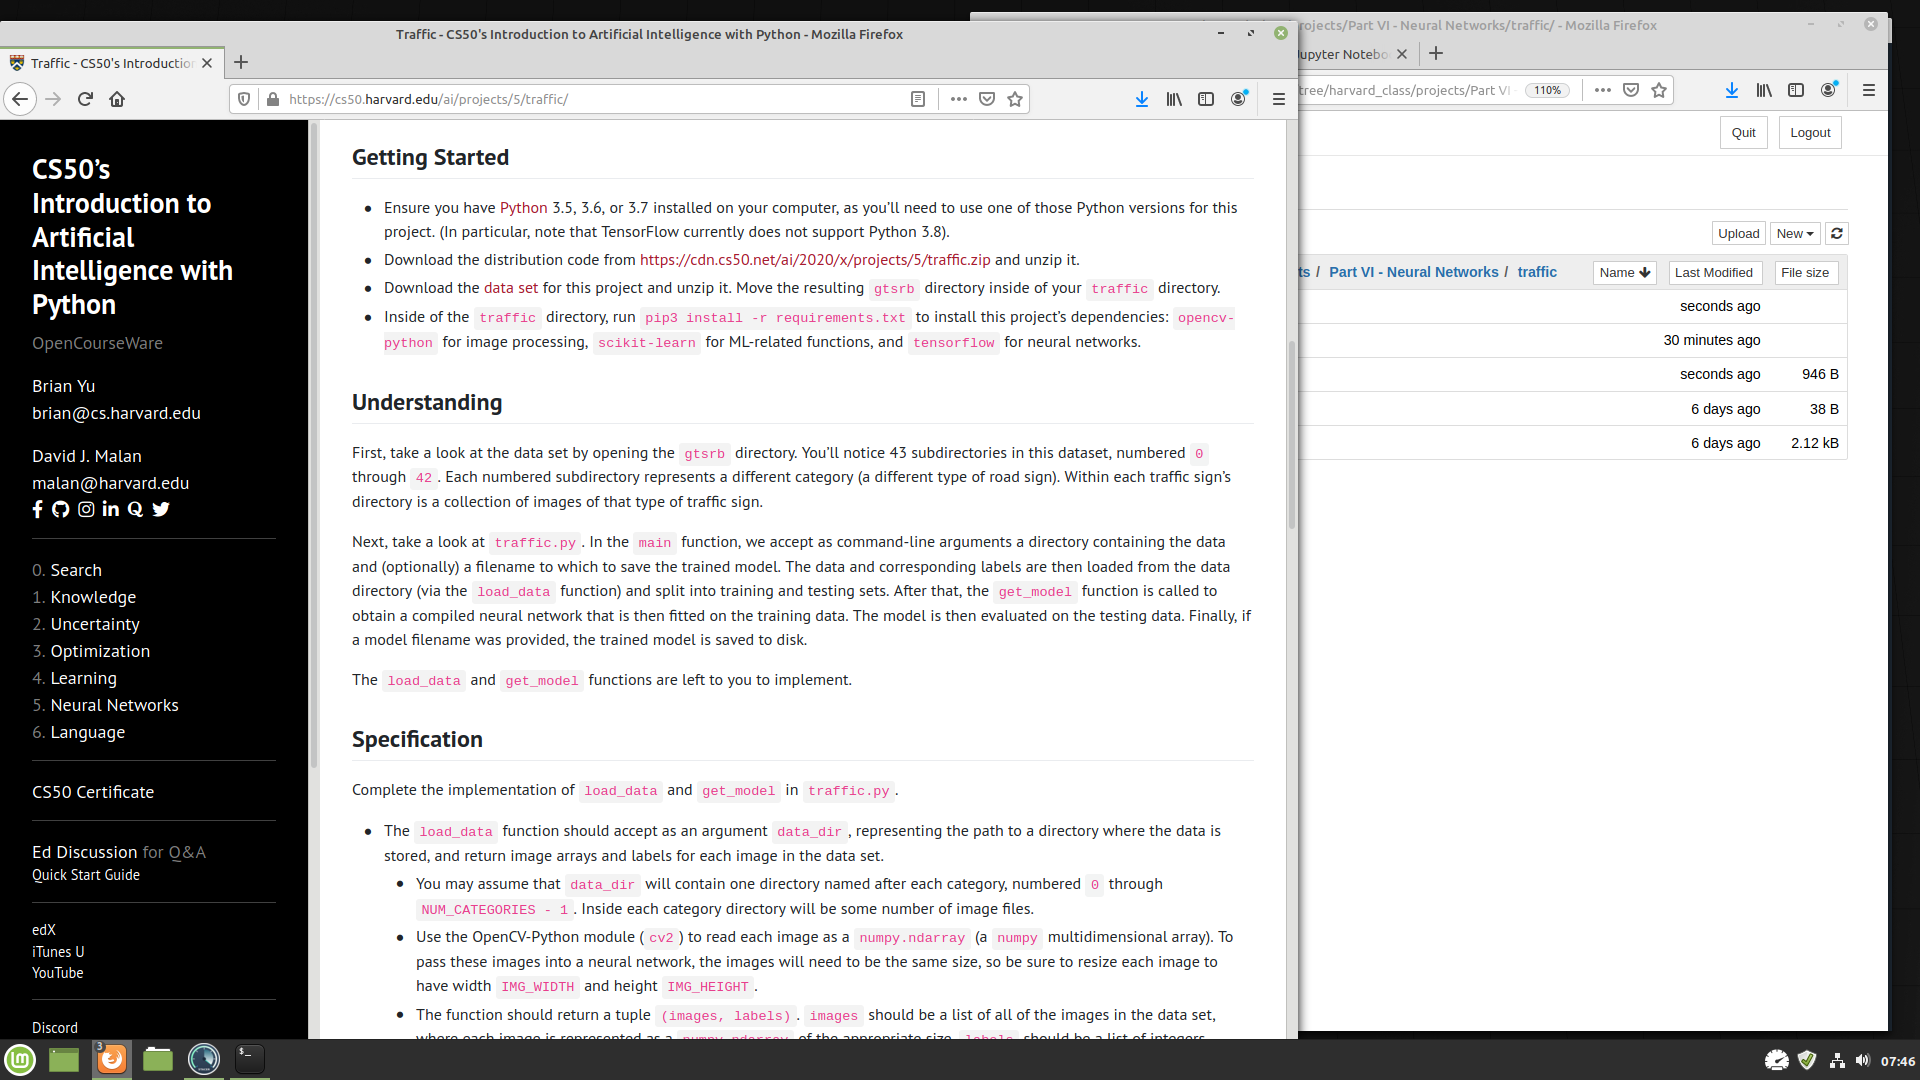 Traffic - CS50's Introduction to Artificial Intelligence with Python - Mozilla Firefox
rojects/Part VI - Neural Networks/traffic/ - Mozilla Firefox
Traffic - CS50's Introduction
Jupyter Notebo
https://cs50.harvard.edu/ai/projects/5/traffic/
tree/harvard_class/projects/Part VI -
110%
CS50’s
Introduction to
Artificial
Intelligence with
Python
OpenCourseWare
Brian Yu
brian@cs.harvard.edu
David J. Malan
malan@harvard.edu
0. Search
1. Knowledge
2. Uncertainty
3. Optimization
4. Learning
5. Neural Networks
6. Language
CS50 Certificate
Ed Discussion for Q&A
Quick Start Guide
edX
iTunes U
YouTube
Discord
Getting Started
Ensure you have Python 3.5, 3.6, or 3.7 installed on your computer, as you’ll need to use one of those Python versions for this
project. (In particular, note that TensorFlow currently does not support Python 3.8).
Download the distribution code from https://cdn.cs50.net/ai/2020/x/projects/5/traffic.zip and unzip it.
Download the data set for this project and unzip it. Move the resulting gtsrb directory inside of your traffic directory.
Inside of the traffic directory, run pip3 install -r requirements.txt to install this project’s dependencies: opencv-
python for image processing, scikit-learn for ML-related functions, and tensorflow for neural networks.
Understanding
First, take a look at the data set by opening the gtsrb directory. You’ll notice 43 subdirectories in this dataset, numbered 0
through 42. Each numbered subdirectory represents a different category (a different type of road sign). Within each traffic sign’s
directory is a collection of images of that type of traffic sign.
Next, take a look at traffic.py. In the main function, we accept as command-line arguments a directory containing the data
and (optionally) a filename to which to save the trained model. The data and corresponding labels are then loaded from the data
directory (via the load_data function) and split into training and testing sets. After that, the get_model function is called to
obtain a compiled neural network that is then fitted on the training data. The model is then evaluated on the testing data. Finally, if
a model filename was provided, the trained model is saved to disk.
The load_data and get_model functions are left to you to implement.
Specification
Complete the implementation of load_data and get_model in traffic.py.
The load_data function should accept as an argument data_dir, representing the path to a directory where the data is
stored, and return image arrays and labels for each image in the data set.
You may assume that data_dir will contain one directory named after each category, numbered 0 through
NUM_CATEGORIES - 1. Inside each category directory will be some number of image files.
Use the OpenCV-Python module (cv2) to read each image as a numpy.ndarray (a numpy multidimensional array). To
pass these images into a neural network, the images will need to be the same size, so be sure to resize each image to
have width IMG_WIDTH and height IMG_HEIGHT.
The function should return a tuple (images, labels). images should be a list of all of the images in the data set,
where each image is represented as a numpy.ndarray of the appropriate size. labels should be a list of integers,
Quit
Logout
Upload
New
ts / Part VI - Neural Networks / traffic
Name
Last Modified
File size
seconds ago
30 minutes ago
seconds ago 946 B
6 days ago 38 B
6 days ago 2.12 kB
3
07:46